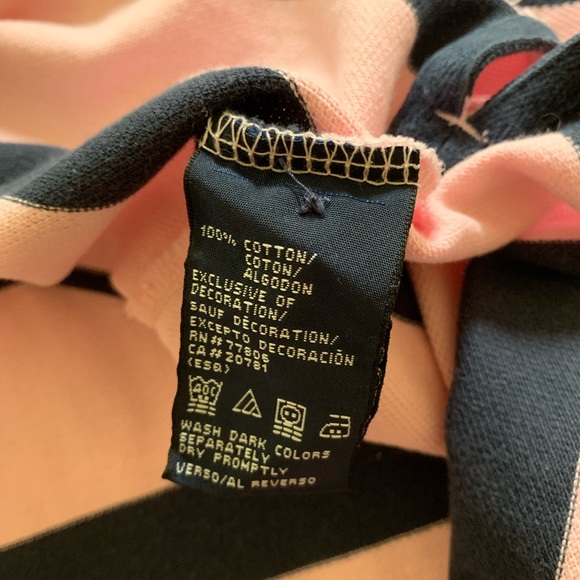 100% COTTON/
COTON/
ALGODON
EXCLUSIVE OF
DECORATION/
SAUF DÉCORATION/
EXCEPTO DECORACIÓN
RN# 77806
CA# 20781
(ESQ)
40C
WASH DARK COLORS
SEPARATELY
DRY PROMPTLY
VERSO/AL REVERSO